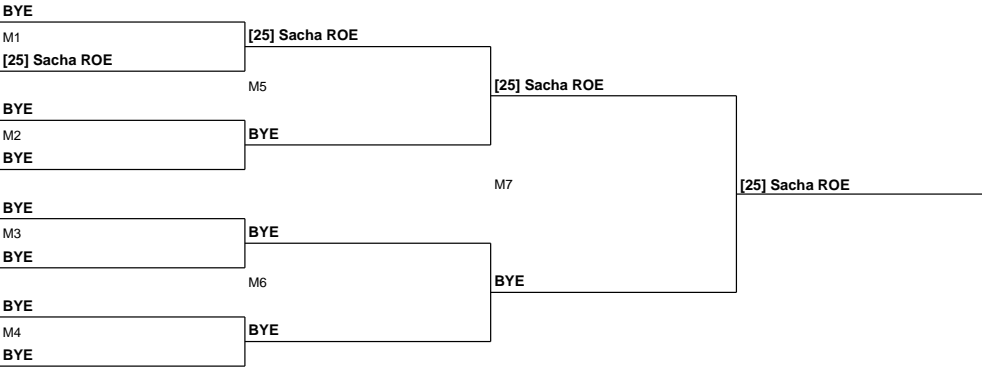 BYE
M1
[25] Sacha ROE
[25] Sacha ROE
M5
[25] Sacha ROE
BYE
M2
BYE
BYE
M7
[25] Sacha ROE
BYE
M3
BYE
BYE
M6
BYE
BYE
M4
BYE
BYE